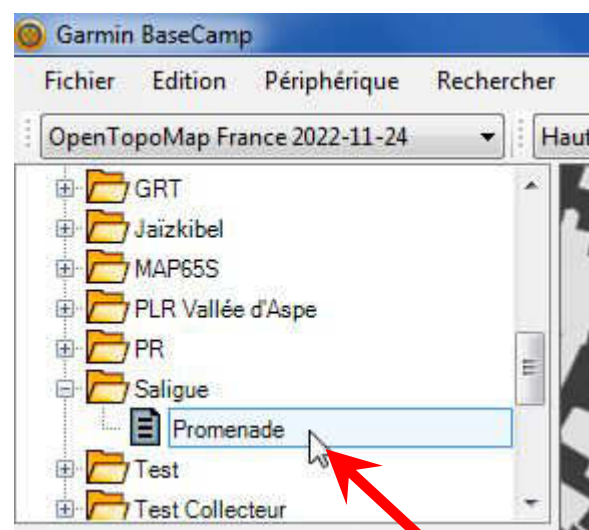 Garmin BaseCamp
Fichier Edition Périphérique Rechercher
OpenTopoMap France 2022-11-24 Haut
GRT
Jaïzkibel
MAP65S
PLR Vallée d'Aspe
PR
Saligue
Promenade
Test
Test Collecteur